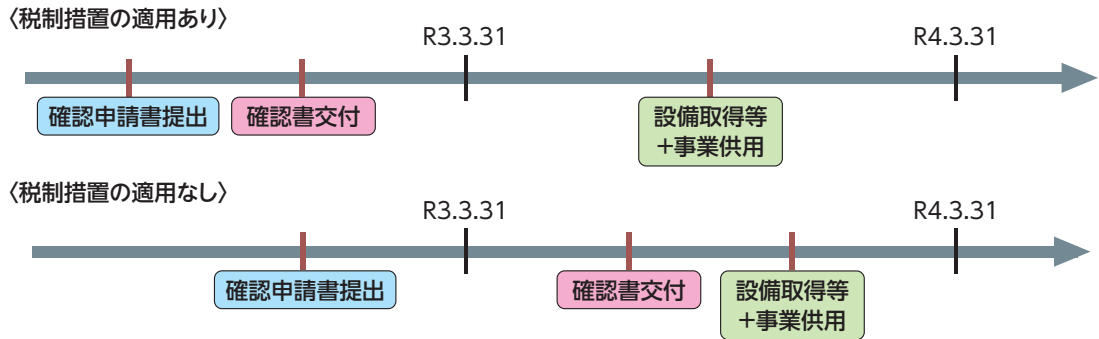 〈税制措置の適用あり〉
R3.3.31
R4.3.31
確認申請書提出
確認書交付
設備取得等
+事業供用
〈税制措置の適用なし〉
R3.3.31
R4.3.31
確認申請書提出
確認書交付
設備取得等
+事業供用